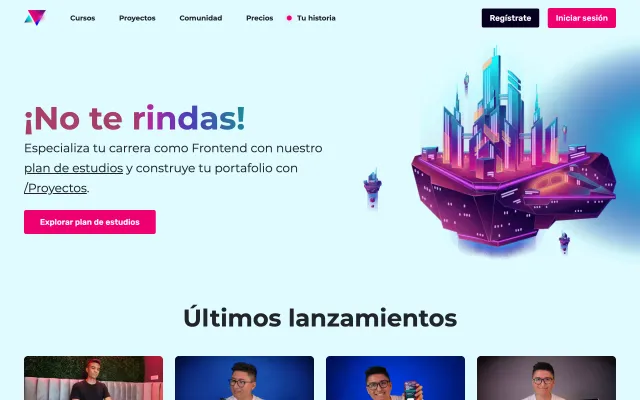 Cursos
Proyectos
Comunidad
Precios
Tu historia
Regístrate
Iniciar sesión
¡No te rindas!
Especializa tu carrera como Frontend con nuestro
plan de estudios y construye tu portafolio con
/Proyectos.
Explorar plan de estudios
Últimos lanzamientos